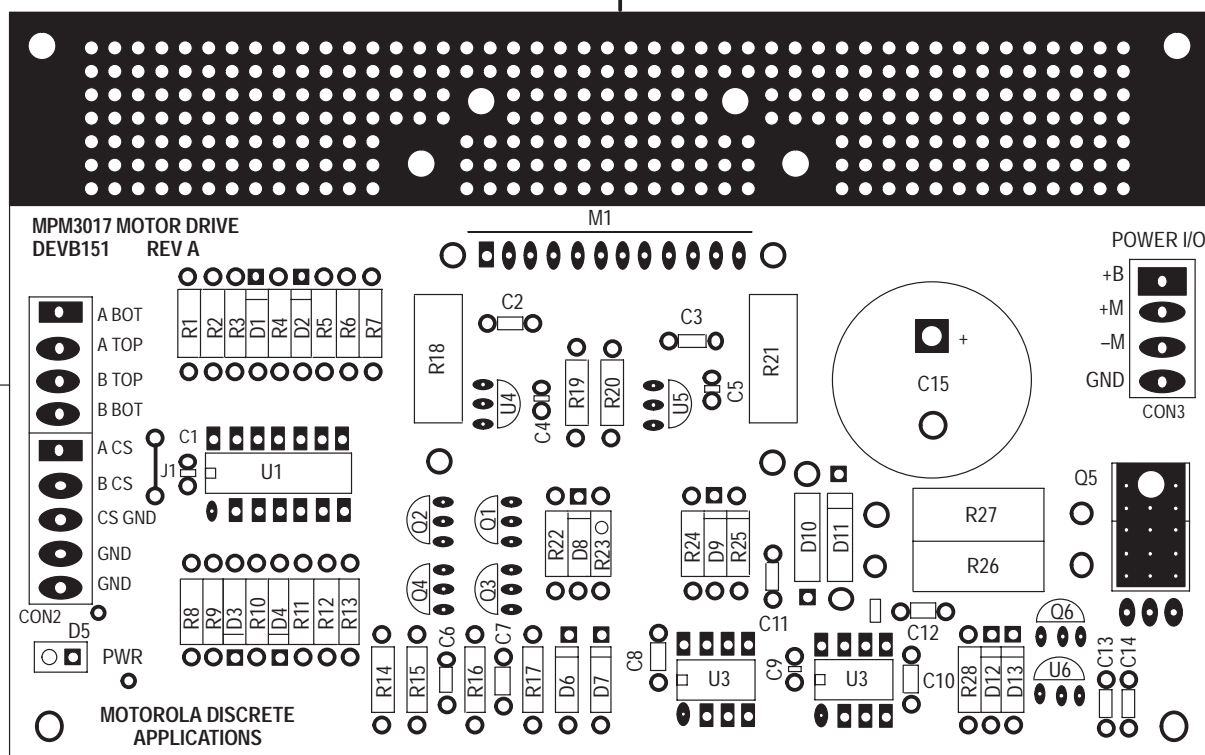 MPM3017 MOTOR DRIVE
DEVB151 REV A
M1
POWER I/O
+B
+M
–M
GND
CON3
A BOT
A TOP
B TOP
B BOT
A CS
B CS
CS GND
GND
GND
CON2
R1
R2
R3
D1
R4
D2
R5
R6
R7
C2
C3
R18
U4
C4
R19
R20
U5
C5
R21
+
C15
C1
J1
U1
Q2
Q1
Q4
Q3
R22
D8
R23
R24
D9
R25
D10
D11
R27
R26
Q5
R8
R9
D3
R10
D4
R11
R12
R13
C11
C12
Q6
U6
D5
PWR
R14
R15
C6
R16
C7
R17
D6
D7
C8
U3
C9
U3
C10
R28
D12
D13
C13
C14
MOTOROLA DISCRETE
APPLICATIONS